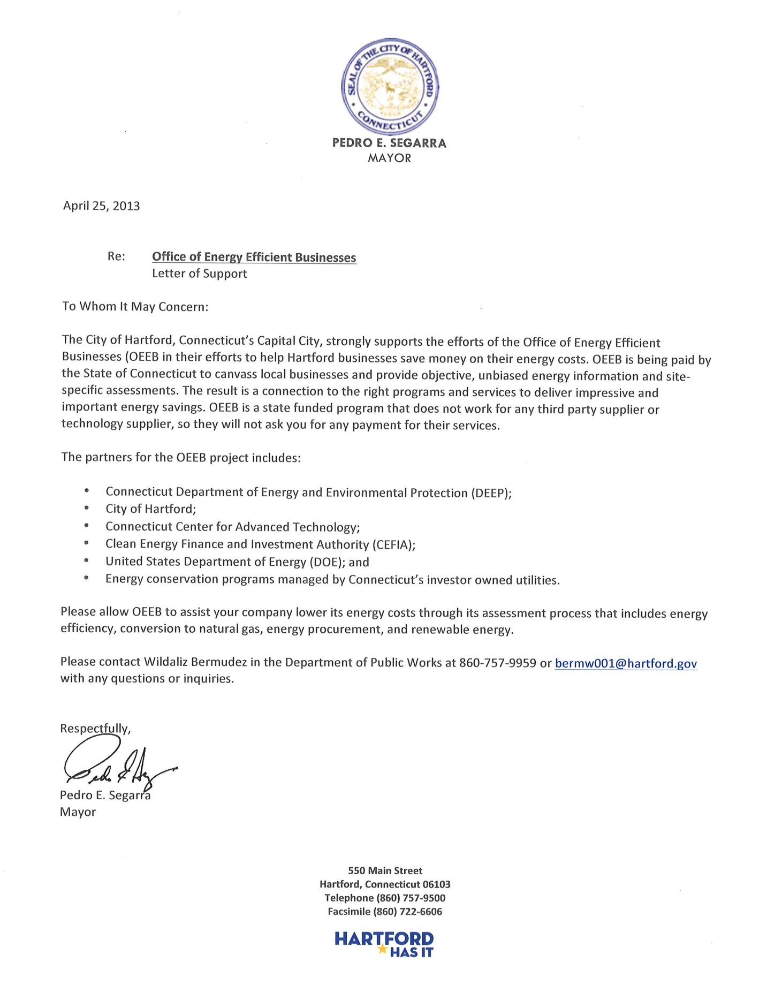 SEAL OF THE CITY OF HARTFORD
• CONNECTICUT •
PEDRO E. SEGARRA
MAYOR
April 25, 2013
Re: Office of Energy Efficient Businesses
Letter of Support
To Whom It May Concern:
The City of Hartford, Connecticut's Capital City, strongly supports the efforts of the Office of Energy Efficient
Businesses (OEEB in their efforts to help Hartford businesses save money on their energy costs. OEEB is being paid by
the State of Connecticut to canvass local businesses and provide objective, unbiased energy information and site-
specific assessments. The result is a connection to the right programs and services to deliver impressive and
important energy savings. OEEB is a state funded program that does not work for any third party supplier or
technology supplier, so they will not ask you for any payment for their services.
The partners for the OEEB project includes:
• Connecticut Department of Energy and Environmental Protection (DEEP);
• City of Hartford;
• Connecticut Center for Advanced Technology;
• Clean Energy Finance and Investment Authority (CEFIA);
• United States Department of Energy (DOE); and
• Energy conservation programs managed by Connecticut's investor owned utilities.
Please allow OEEB to assist your company lower its energy costs through its assessment process that includes energy
efficiency, conversion to natural gas, energy procurement, and renewable energy.
Please contact Wildaliz Bermudez in the Department of Public Works at 860-757-9959 or bermw001@hartford.gov
with any questions or inquiries.
Respectfully,
Pedro E. Segarra
Mayor
550 Main Street
Hartford, Connecticut 06103
Telephone (860) 757-9500
Facsimile (860) 722-6606
HARTFORD
HAS IT